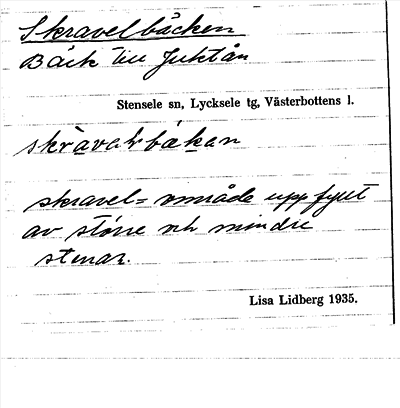 Skravelbäcken
Bäck till Juktån
Stensele sn, Lycksele tg, Västerbottens l.
skravel= område uppfyllt
av större och mindre
stenar.
Lisa Lidberg 1935.